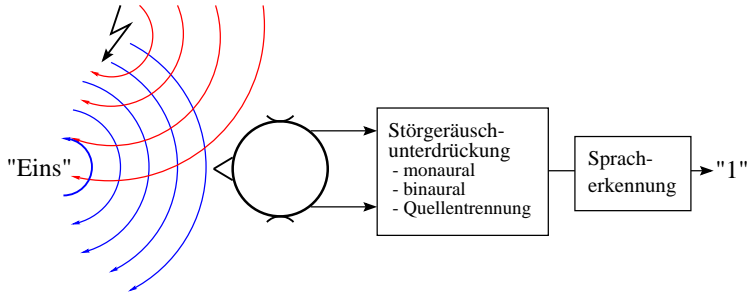 "Eins"
Störgeräusch-
unterdrückung
- monaural
- binaural
- Quellentrennung
Sprach-
erkennung
"1"